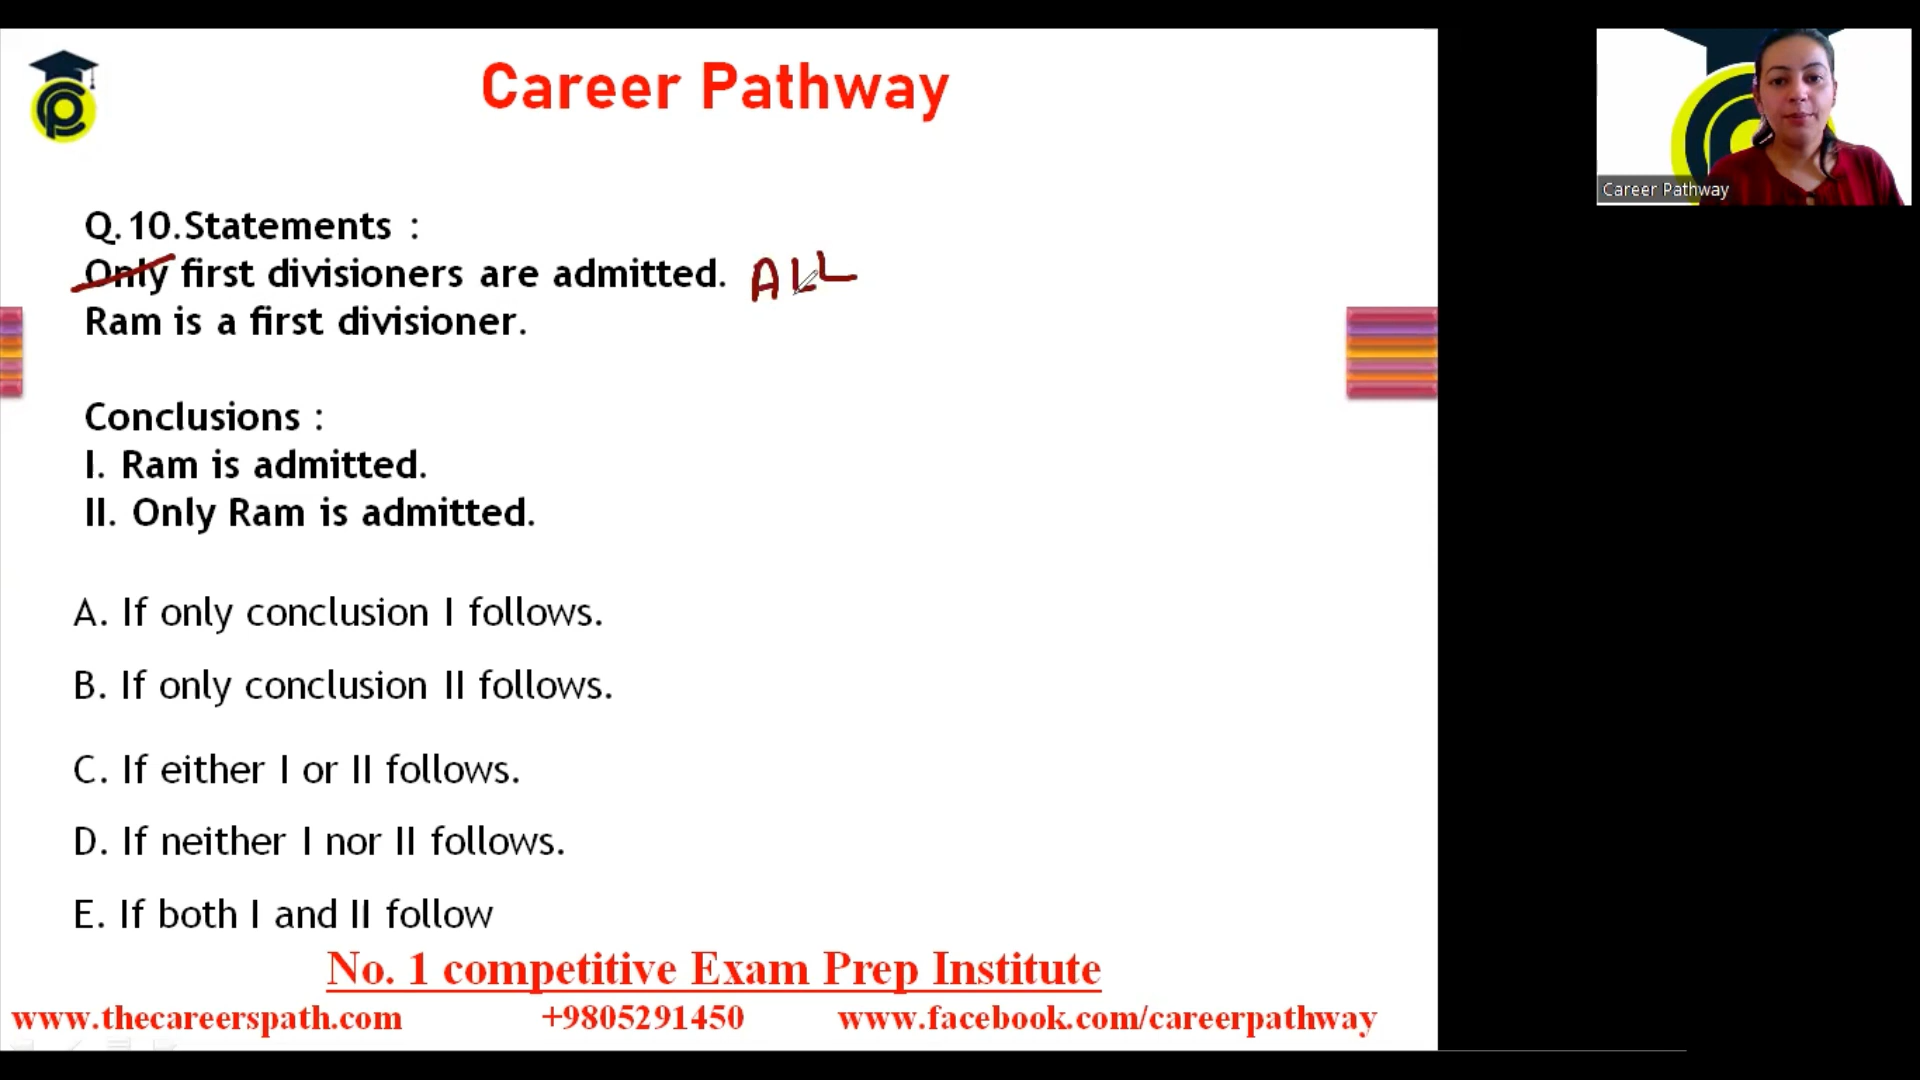 Career Pathway
Career Pathway
Q.10.Statements :
Only first divisioners are admitted. ALL
Ram is a first divisioner.
Conclusions :
I. Ram is admitted.
II. Only Ram is admitted.
A. If only conclusion I follows.
B. If only conclusion II follows.
C. If either I or II follows.
D. If neither I nor II follows.
E. If both I and II follow
No. 1 competitive Exam Prep Institute
www.thecareerspath.com +9805291450 www.facebook.com/careerpathway